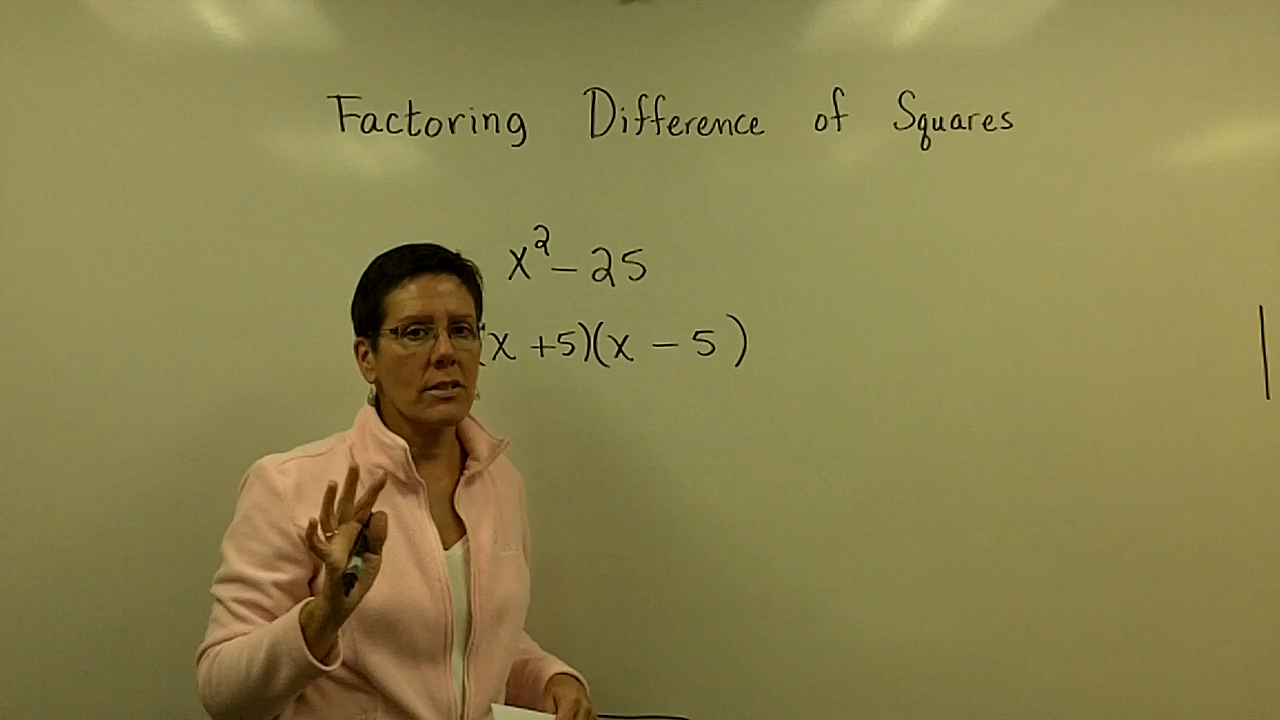 Factoring Difference of Squares
x² - 25
(x + 5)(x - 5)